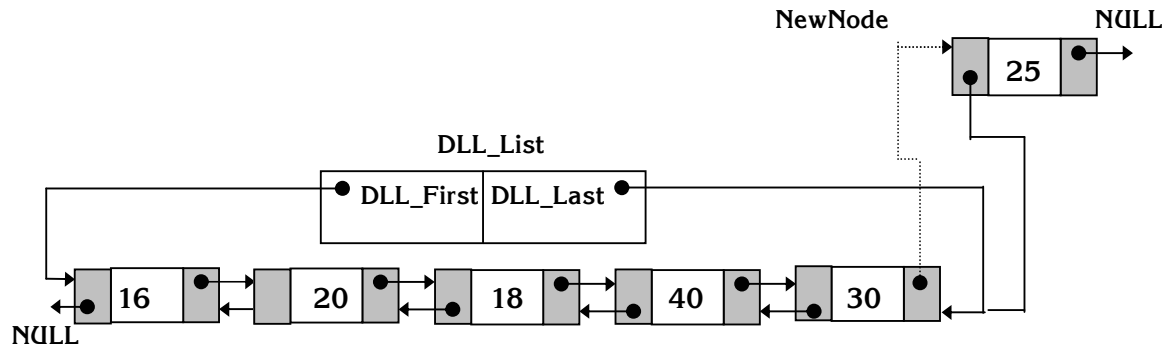 NewNode
NULL
25
DLL_List
DLL_First
DLL_Last
16
20
18
40
30
NULL